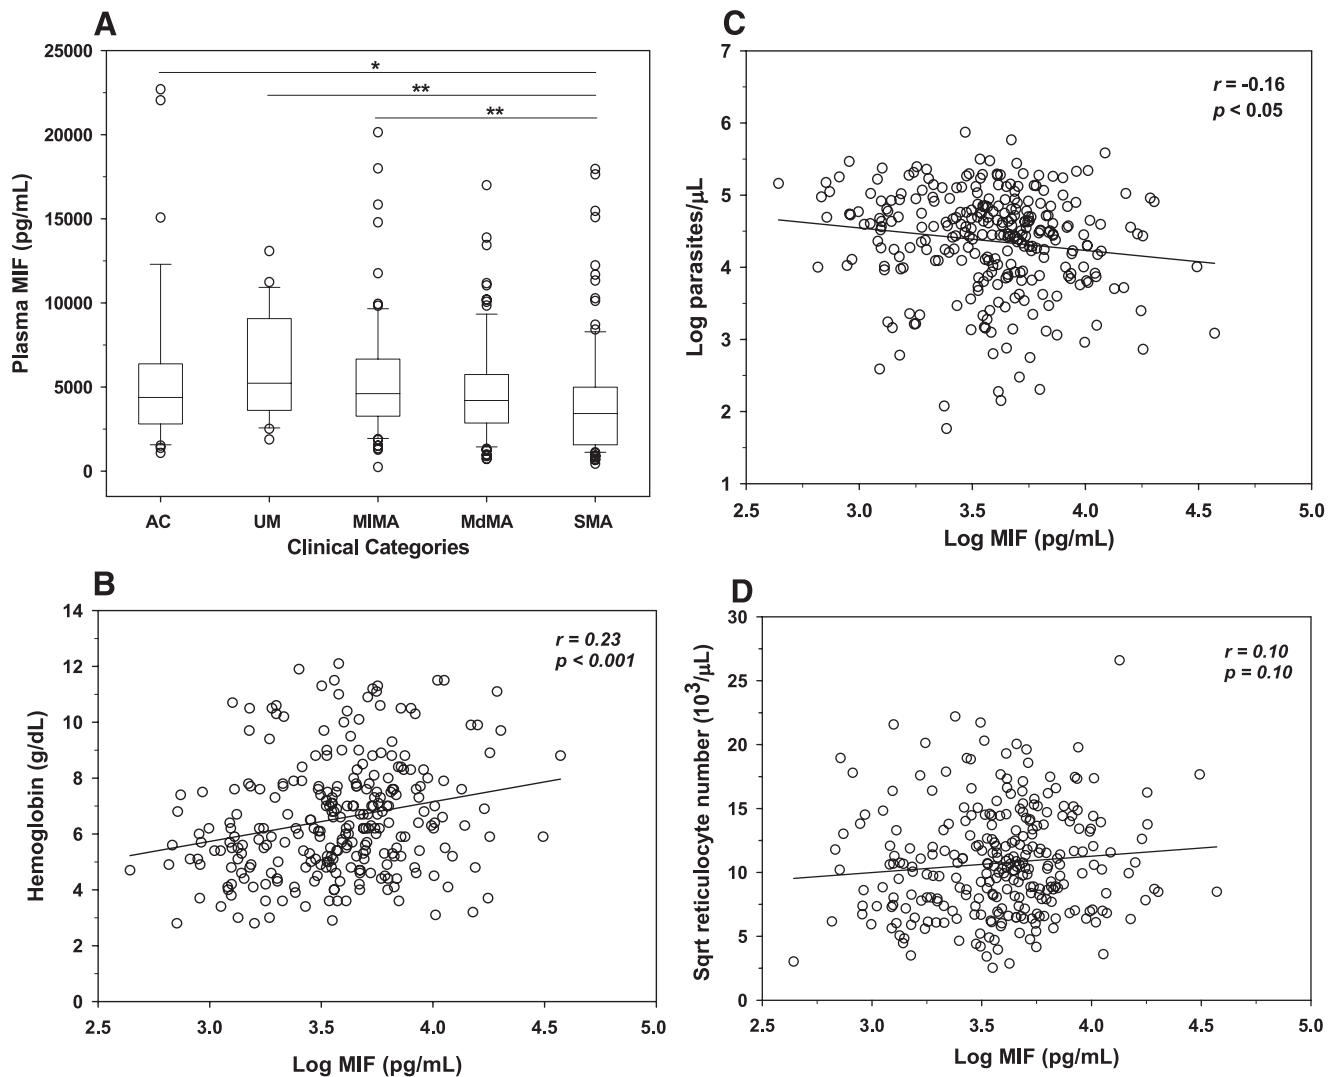 A
25000
20000
15000
10000
5000
0
Plasma MIF (pg/mL)
*
**
**
AC UM MlMA MdMA SMA
Clinical Categories
C
7
6
5
4
3
2
1
Log parasites/µL
r = -0.16
p < 0.05
2.5 3.0 3.5 4.0 4.5 5.0
Log MIF (pg/mL)
B
14
12
10
8
6
4
2
0
Hemoglobin (g/dL)
r = 0.23
p < 0.001
2.5 3.0 3.5 4.0 4.5 5.0
Log MIF (pg/mL)
D
30
25
20
15
10
5
0
Sqrt reticulocyte number (10³/µL)
r = 0.10
p = 0.10
2.5 3.0 3.5 4.0 4.5 5.0
Log MIF (pg/mL)